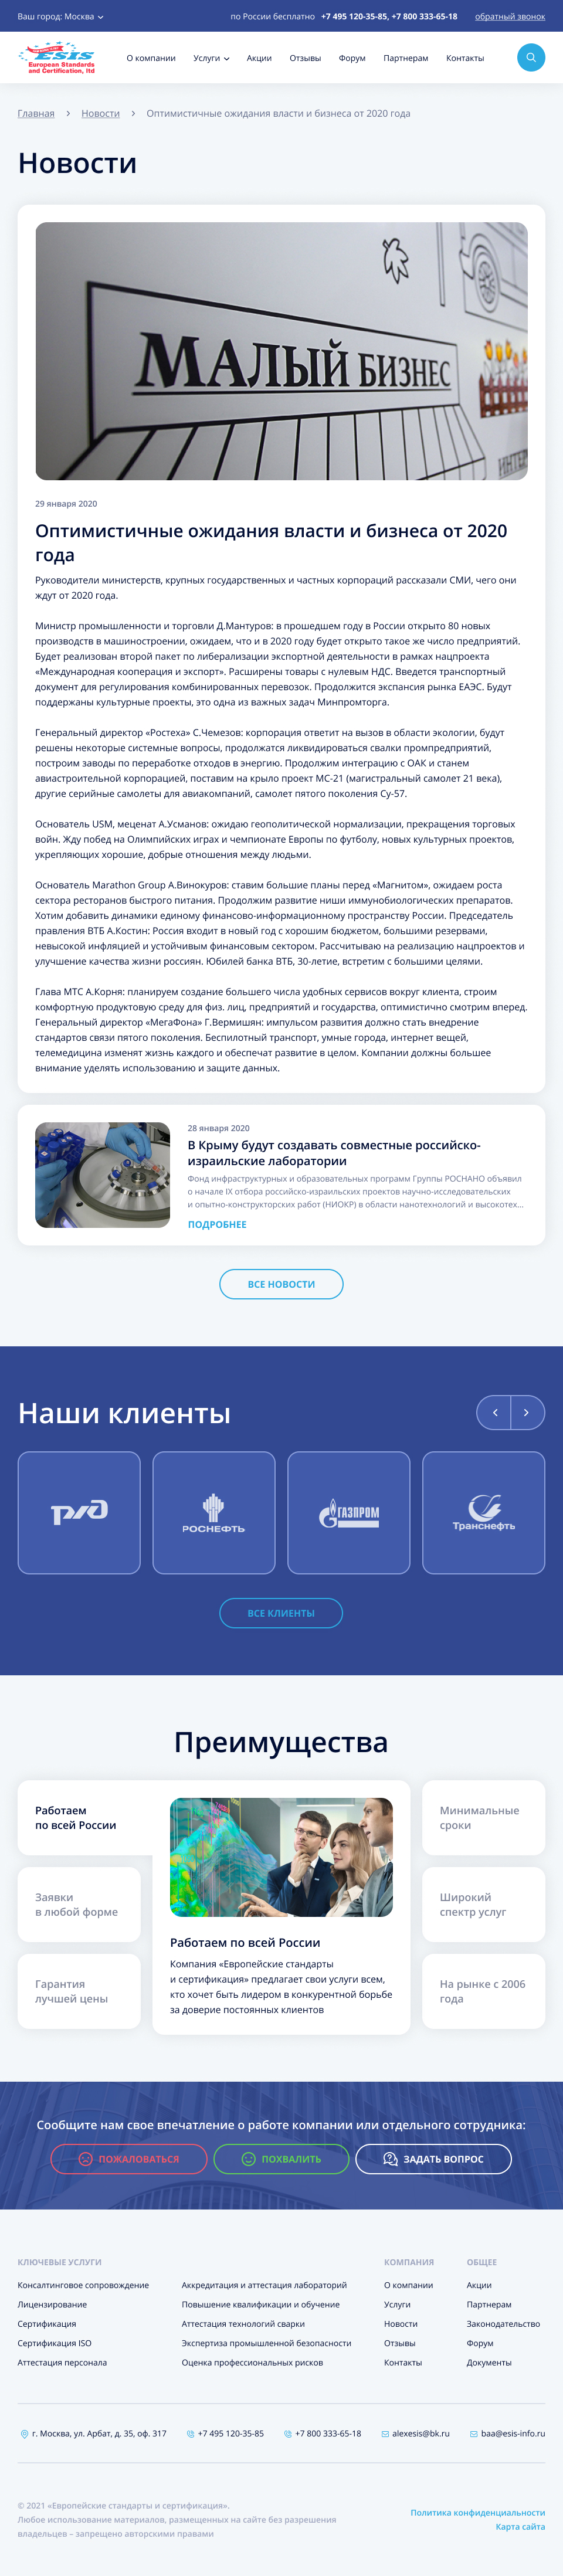 Ваш город: Москва
по России бесплатно +7 495 120-35-85, +7 800 333-65-18
обратный звонок
ESIS
European Standards
and Certification, ltd
О компании Услуги Акции Отзывы Форум Партнерам Контакты
Главная > Новости > Оптимистичные ожидания власти и бизнеса от 2020 года
Новости
МАЛЫЙ БИЗНЕС
ИНТЕР
29 января 2020
Оптимистичные ожидания власти и бизнеса от 2020
года
Руководители министерств, крупных государственных и частных корпораций рассказали СМИ, чего они
ждут от 2020 года.
Министр промышленности и торговли Д.Мантуров: в прошедшем году в России открыто 80 новых
производств в машиностроении, ожидаем, что и в 2020 году будет открыто такое же число предприятий.
Будет реализован второй пакет по либерализации экспортной деятельности в рамках нацпроекта
«Международная кооперация и экспорт». Расширены товары с нулевым НДС. Введется транспортный
документ для регулирования комбинированных перевозок. Продолжится экспансия рынка ЕАЭС. Будут
поддержаны культурные проекты, это одна из важных задач Минпромторга.
Генеральный директор «Ростеха» С.Чемезов: корпорация ответит на вызов в области экологии, будут
решены некоторые системные вопросы, продолжатся ликвидироваться свалки промпредприятий,
построим заводы по переработке отходов в энергию. Продолжим интеграцию с ОАК и станем
авиастроительной корпорацией, поставим на крыло проект МС-21 (магистральный самолет 21 века),
другие серийные самолеты для авиакомпаний, самолет пятого поколения Су-57.
Основатель USM, меценат А.Усманов: ожидаю геополитической нормализации, прекращения торговых
войн. Жду побед на Олимпийских играх и чемпионате Европы по футболу, новых культурных проектов,
укрепляющих хорошие, добрые отношения между людьми.
Основатель Marathon Group А.Винокуров: ставим большие планы перед «Магнитом», ожидаем роста
сектора ресторанов быстрого питания. Продолжим развитие ниши иммунобиологических препаратов.
Хотим добавить динамики единому финансово-информационному пространству России. Председатель
правления ВТБ А.Костин: Россия входит в новый год с хорошим бюджетом, большими резервами,
невысокой инфляцией и устойчивым финансовым сектором. Рассчитываю на реализацию нацпроектов и
улучшение качества жизни россиян. Юбилей банка ВТБ, 30-летие, встретим с большими целями.
Глава МТС А.Корня: планируем создание большего числа удобных сервисов вокруг клиента, строим
комфортную продуктовую среду для физ. лиц, предприятий и государства, оптимистично смотрим вперед.
Генеральный директор «МегаФона» Г.Вермишян: импульсом развития должно стать внедрение
стандартов связи пятого поколения. Беспилотный транспорт, умные города, интернет вещей,
телемедицина изменят жизнь каждого и обеспечат развитие в целом. Компании должны большее
внимание уделять использованию и защите данных.
28 января 2020
В Крыму будут создавать совместные российско-
израильские лаборатории
Фонд инфраструктурных и образовательных программ Группы РОСНАНО объявил
о начале IX отбора российско-израильских проектов научно-исследовательских
и опытно-конструкторских работ (НИОКР) в области нанотехнологий и высокотех...
ПОДРОБНЕЕ
ВСЕ НОВОСТИ
Наши клиенты
ржд
РОСНЕФТЬ
ГАЗПРОМ
Транснефть
ВСЕ КЛИЕНТЫ
Преимущества
Работаем
по всей России
Заявки
в любой форме
Гарантия
лучшей цены
Работаем по всей России
Компания «Европейские стандарты
и сертификация» предлагает свои услуги всем,
кто хочет быть лидером в конкурентной борьбе
за доверие постоянных клиентов
Минимальные
сроки
Широкий
спектр услуг
На рынке с 2006
года
Сообщите нам свое впечатление о работе компании или отдельного сотрудника:
ПОЖАЛОВАТЬСЯ
ПОХВАЛИТЬ
ЗАДАТЬ ВОПРОС
КЛЮЧЕВЫЕ УСЛУГИ
Консалтинговое сопровождение
Лицензирование
Сертификация
Сертификация ISO
Аттестация персонала
Аккредитация и аттестация лабораторий
Повышение квалификации и обучение
Аттестация технологий сварки
Экспертиза промышленной безопасности
Оценка профессиональных рисков
КОМПАНИЯ
О компании
Услуги
Новости
Отзывы
Контакты
ОБЩЕЕ
Акции
Партнерам
Законодательство
Форум
Документы
г. Москва, ул. Арбат, д. 35, оф. 317
+7 495 120-35-85
+7 800 333-65-18
alexesis@bk.ru
baa@esis-info.ru
© 2021 «Европейские стандарты и сертификация».
Любое использование материалов, размещенных на сайте без разрешения
владельцев – запрещено авторскими правами
Политика конфиденциальности
Карта сайта